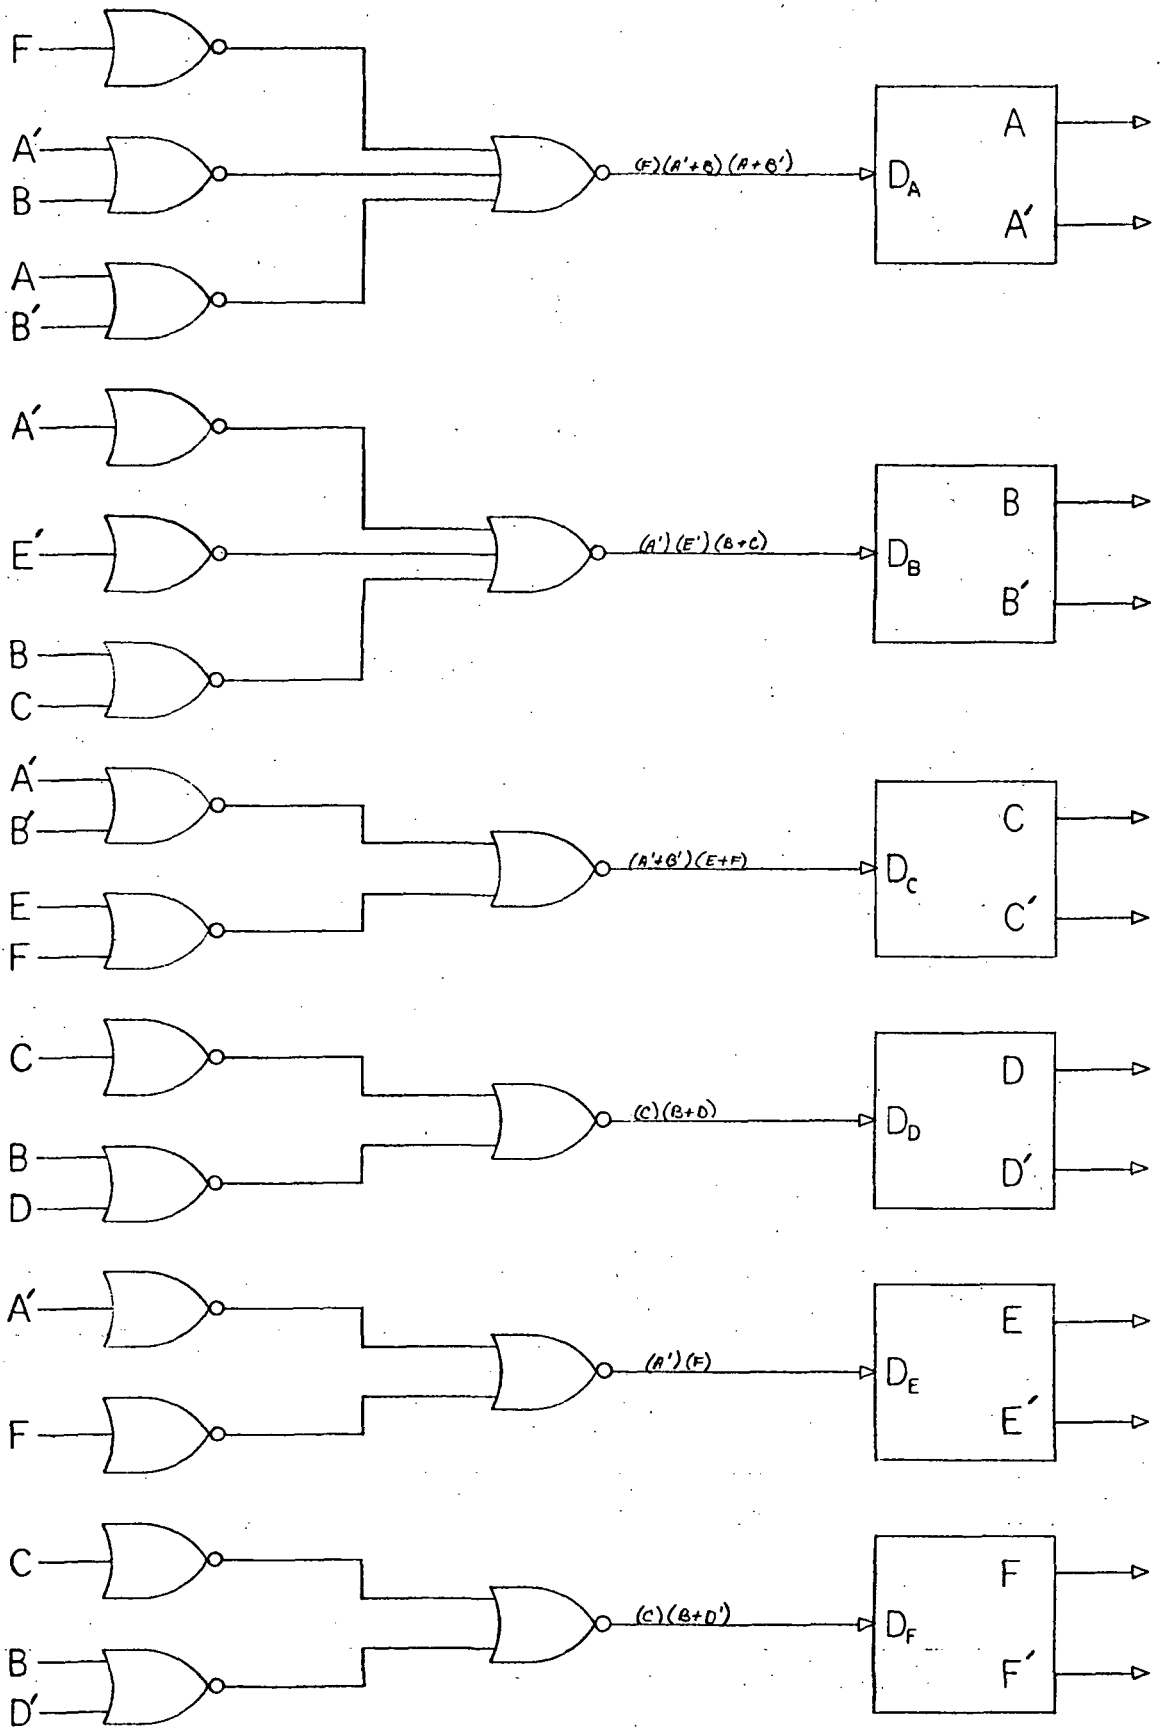 F
A
A'
B
(F)(A'+B)(A+B')
D_A
A'
A
B'
A'
B
E'
(A')(E')(B+C)
D_B
B'
B
C
A'
B'
C
(A'+B')(E+F)
D_C
E
F
C'
C
D
(C)(B+D)
D_D
B
D
D'
A'
E
(A')(F)
D_E
F
E'
C
F
(C)(B+D')
D_F
B
D'
F'